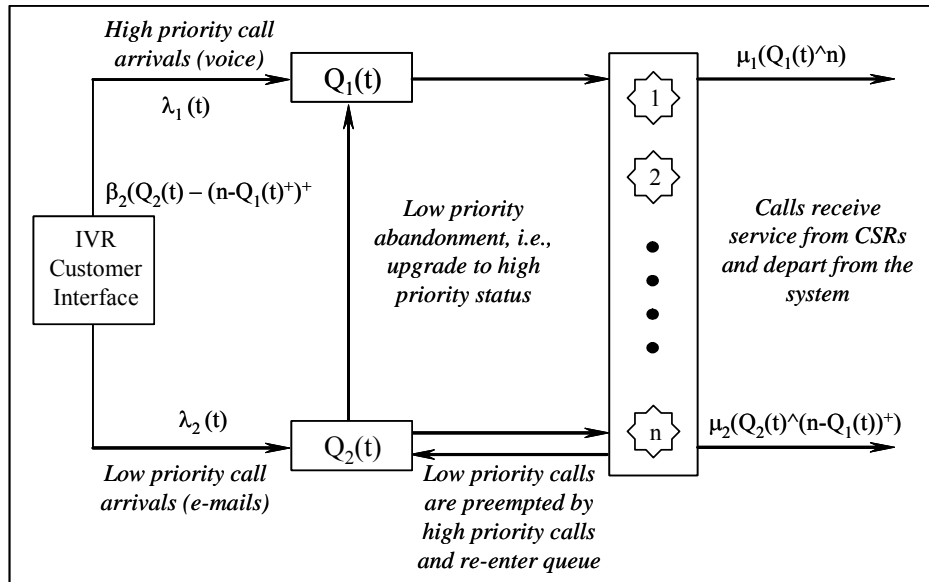 High priority call
arrivals (voice)
λ₁(t)
Q₁(t)
μ₁(Q₁(t)^n)
1
2
β₂(Q₂(t) – (n-Q₁(t)⁺)⁺
IVR
Customer
Interface
Low priority
abandonment, i.e.,
upgrade to high
priority status
Calls receive
service from CSRs
and depart from the
system
λ₂(t)
Q₂(t)
n
μ₂(Q₂(t)^(n-Q₁(t))⁺)
Low priority call
arrivals (e-mails)
Low priority calls
are preempted by
high priority calls
and re-enter queue